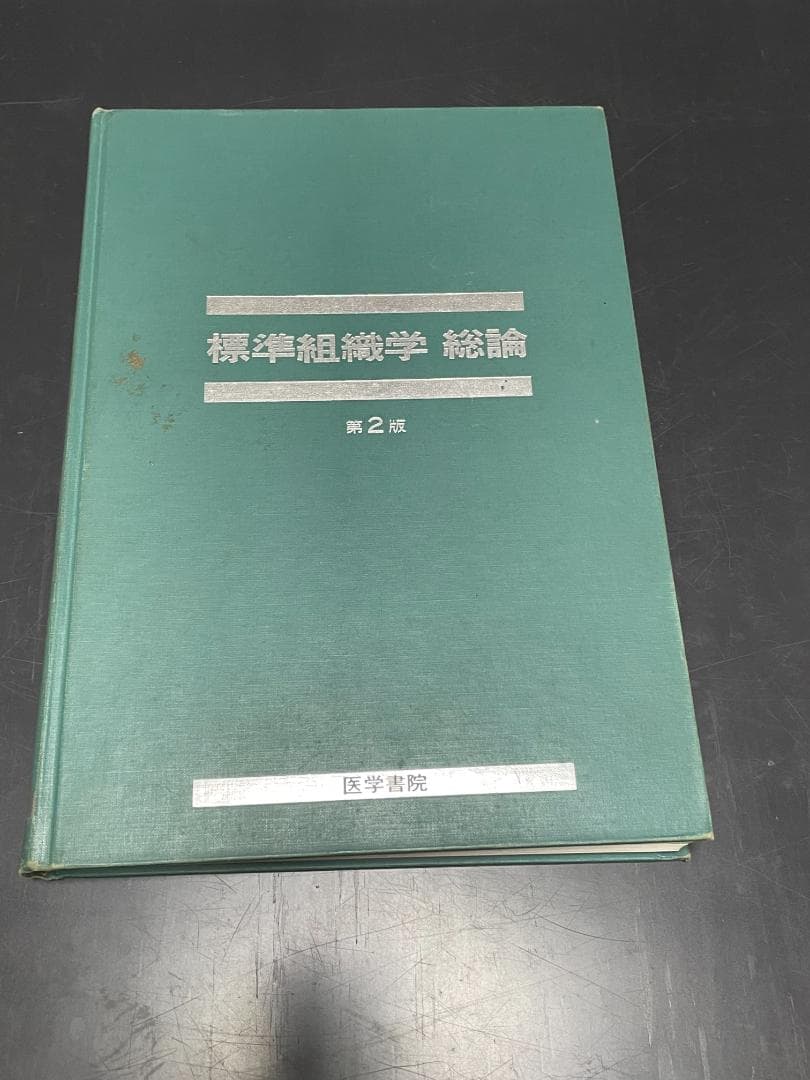 標準組織学 総論
第2版
医学書院